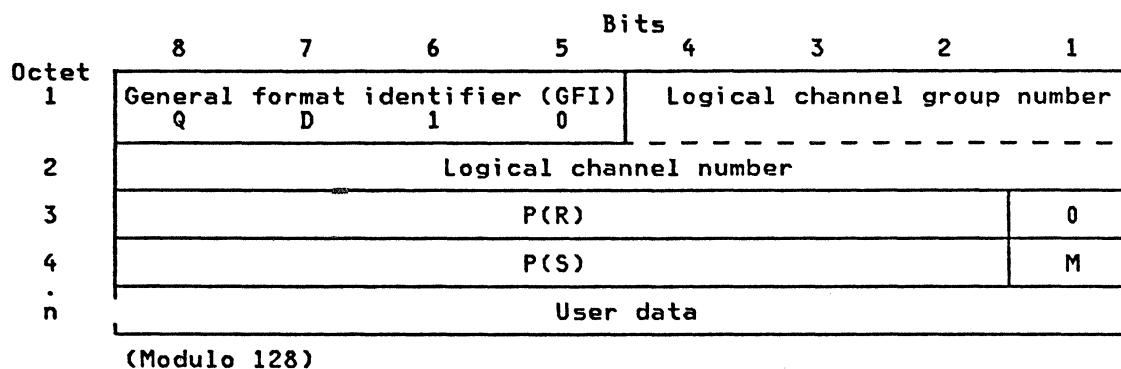 Bits
8 7 6 5 4 3 2 1
Octet
1 General format identifier (GFI) Logical channel group number
Q D 1 0
2 Logical channel number
3 P(R) 0
4 P(S) M
.
n User data
(Modulo 128)